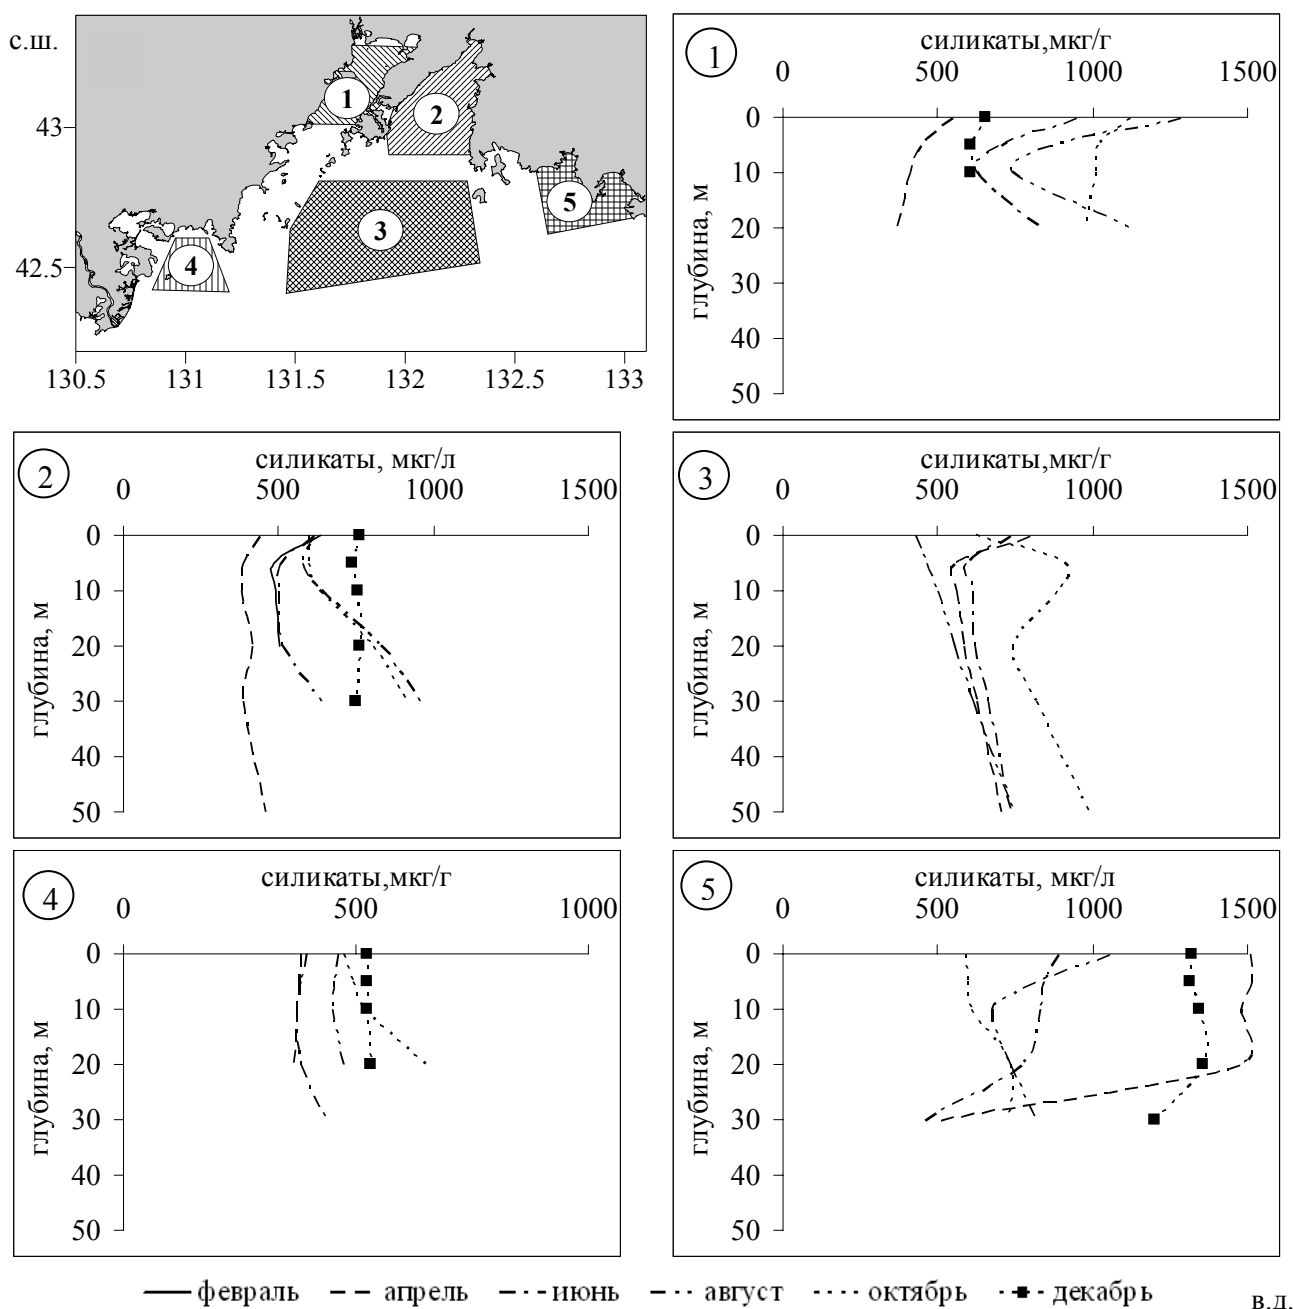 с.ш.
43
42.5
130.5 131 131.5 132 132.5 133
1
2
3
4
5
1
силикаты,мкг/г
0 500 1000 1500
глубина, м
0
10
20
30
40
50
2
силикаты, мкг/л
0 500 1000 1500
глубина, м
0
10
20
30
40
50
3
силикаты,мкг/г
0 500 1000 1500
глубина, м
0
10
20
30
40
50
4
силикаты,мкг/г
0 500 1000
глубина, м
0
10
20
30
40
50
5
силикаты, мкг/л
0 500 1000 1500
глубина, м
0
10
20
30
40
50
февраль апрель июнь август октябрь декабрь
в.д.